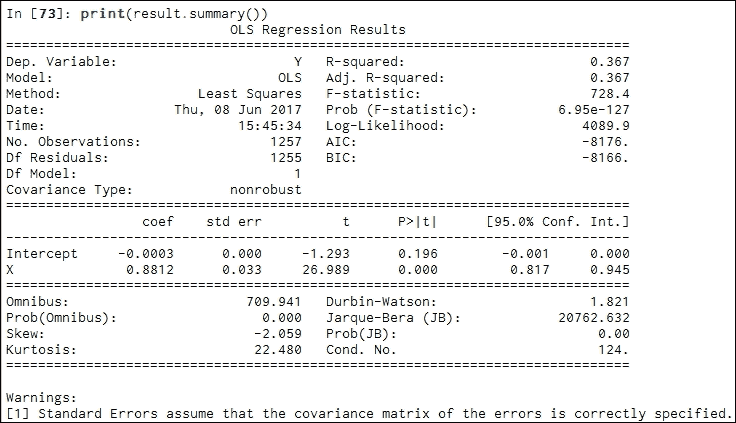 In [73]: print(result.summary())
OLS Regression Results
==============================================================================
Dep. Variable: Y R-squared: 0.367
Model: OLS Adj. R-squared: 0.367
Method: Least Squares F-statistic: 728.4
Date: Thu, 08 Jun 2017 Prob (F-statistic): 6.95e-127
Time: 15:45:34 Log-Likelihood: 4089.9
No. Observations: 1257 AIC: -8176.
Df Residuals: 1255 BIC: -8166.
Df Model: 1
Covariance Type: nonrobust
==============================================================================
coef std err t P>|t| [95.0% Conf. Int.]
------------------------------------------------------------------------------
Intercept -0.0003 0.000 -1.293 0.196 -0.001 0.000
X 0.8812 0.033 26.989 0.000 0.817 0.945
==============================================================================
Omnibus: 709.941 Durbin-Watson: 1.821
Prob(Omnibus): 0.000 Jarque-Bera (JB): 20762.632
Skew: -2.059 Prob(JB): 0.00
Kurtosis: 22.480 Cond. No. 124.
==============================================================================
Warnings:
[1] Standard Errors assume that the covariance matrix of the errors is correctly specified.